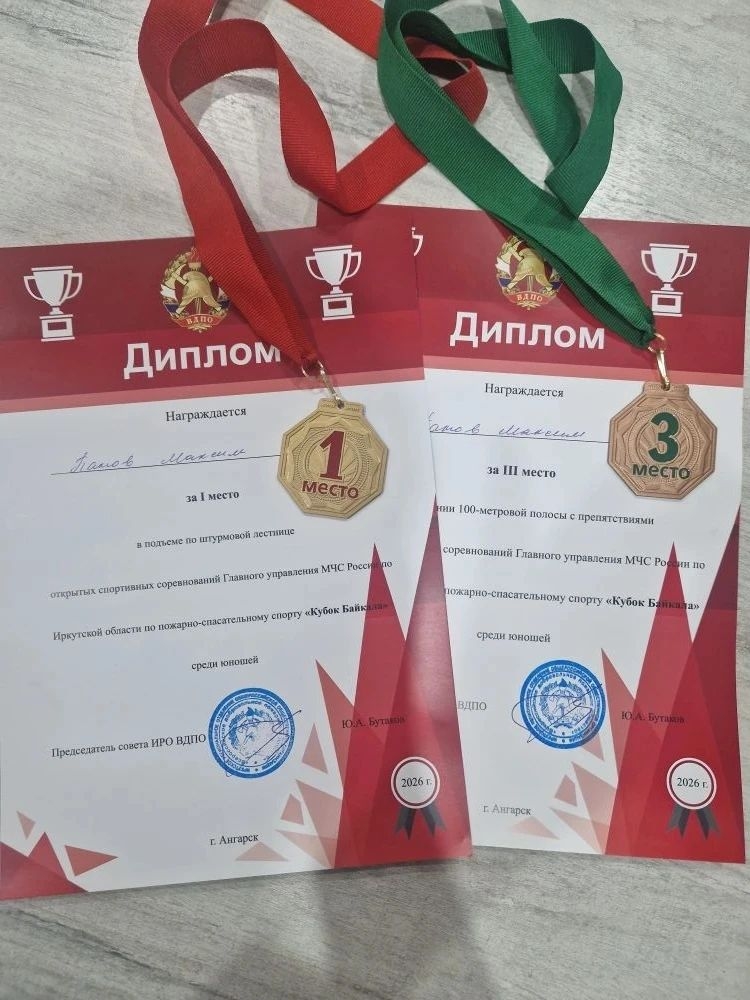 ВДПО
Диплом
Награждается
Панов Максим
за I место
в подъеме по штурмовой лестнице
открытых спортивных соревнований Главного управления МЧС России по
Иркутской области по пожарно-спасательному спорту «Кубок Байкала»
среди юношей
Председатель совета ИРО ВДПО
Ю.А. Бутаков
2026 г.
г. Ангарск
1
МЕСТО
ВДПО
Диплом
Награждается
Максим
за III место
100-метровой полосы с препятствиями
соревнований Главного управления МЧС России по
пожарно-спасательному спорту «Кубок Байкала»
среди юношей
ВДПО
Ю.А. Бутаков
2026 г.
г. Ангарск
3
МЕСТО